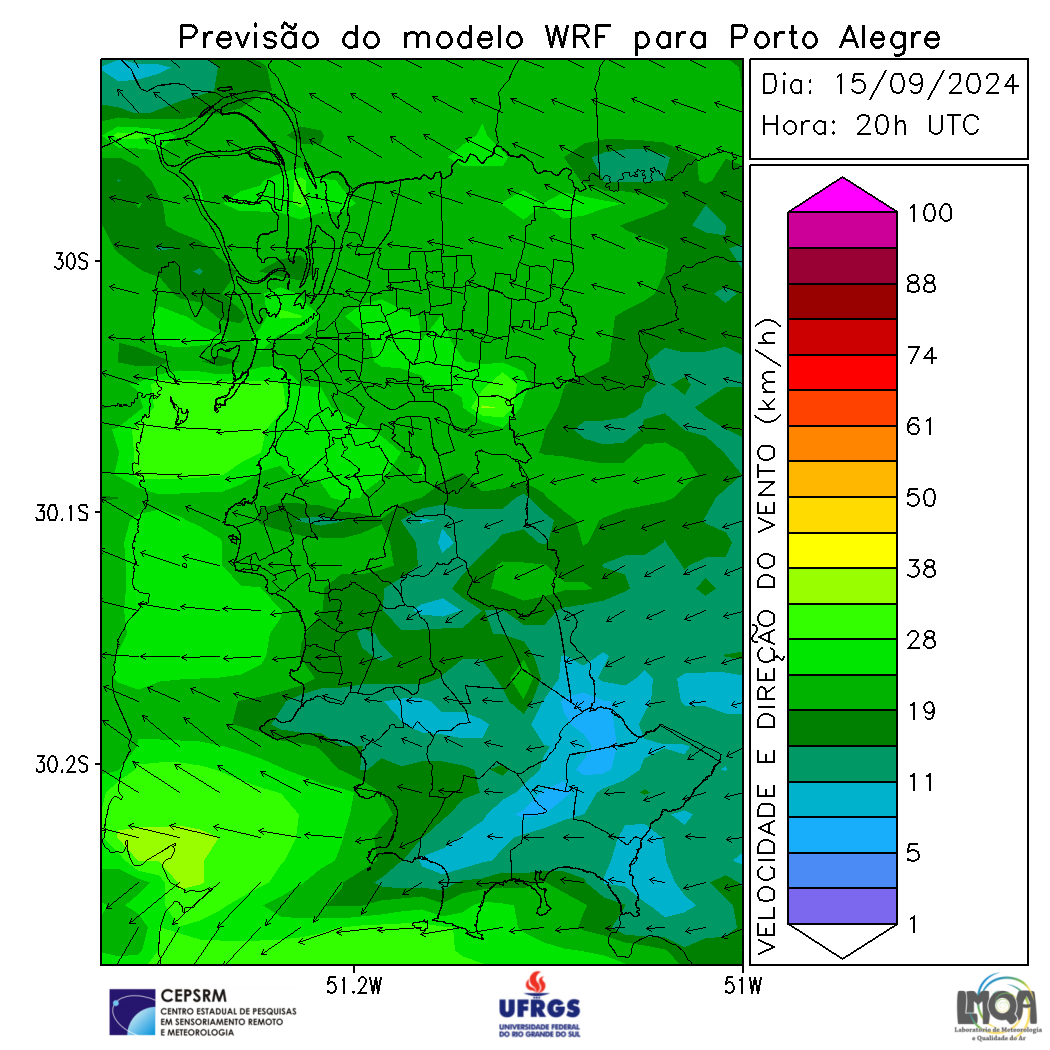 Previsão do modelo WRF para Porto Alegre
Dia: 15/09/2024
Hora: 20h UTC
30S
30.1S
30.2S
51.2W
51W
VELOCIDADE E DIREÇÃO DO VENTO (km/h)
100
88
74
61
50
38
28
19
11
5
1
CEPSRM
CENTRO ESTADUAL DE PESQUISAS
EM SENSORIAMENTO REMOTO
E METEOROLOGIA
UFRGS
UNIVERSIDADE FEDERAL
DO RIO GRANDE DO SUL
LMQA
Laboratório de Meteorologia
e Qualidade do Ar